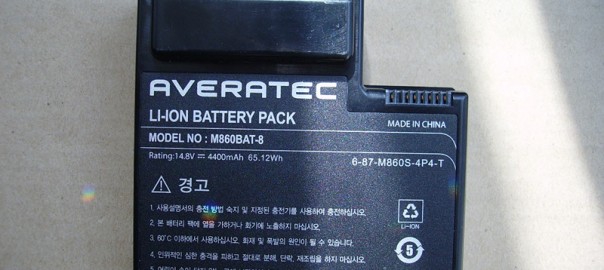 AVERATEC
LI-ION BATTERY PACK
MADE IN CHINA
MODEL NO : M860BAT-8
Rating:14.8V ⎓ 4400mAh 65.12Wh
6-87-M860S-4P4-T
경고
1. 사용설명서의 충전 방법 숙지 및 지정된 충전기를 사용하여 충전하십시오.
2. 본 배터리 팩에 열을 가하거나 화기에 노출하지 마십시오.
3. 60°C 이하에서 사용하십시오. 화재 및 폭발의 원인이 될 수 있습니다.
4. 인위적인 심한 충격을 피하고 절대로 분해, 단락, 재조립을 하지 마십시오.
Li-ION
5